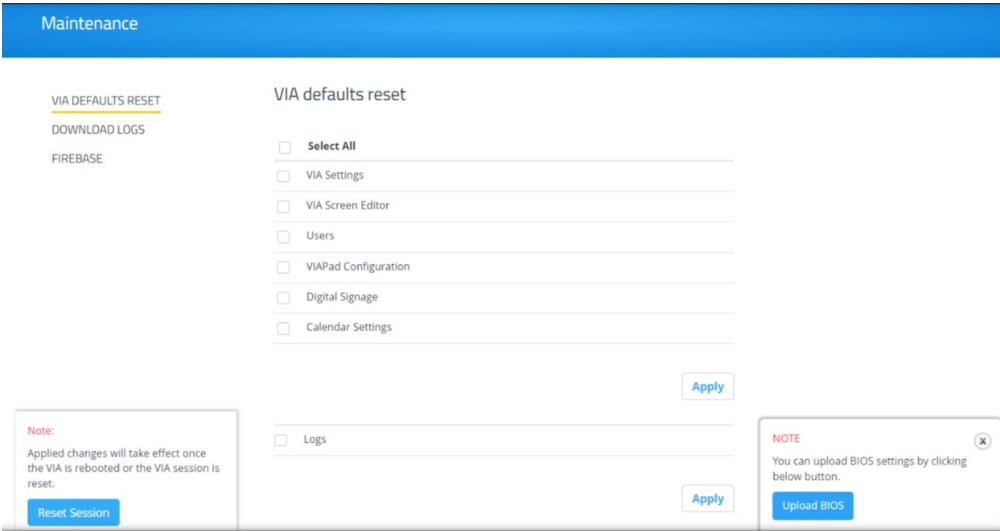 Maintenance
VIA DEFAULTS RESET
DOWNLOAD LOGS
FIREBASE
VIA defaults reset
Select All
VIA Settings
VIA Screen Editor
Users
VIAPad Configuration
Digital Signage
Calendar Settings
Apply
Logs
Apply
Note:
Applied changes will take effect once
the VIA is rebooted or the VIA session is
reset.
Reset Session
NOTE
You can upload BIOS settings by clicking
below button.
Upload BIOS